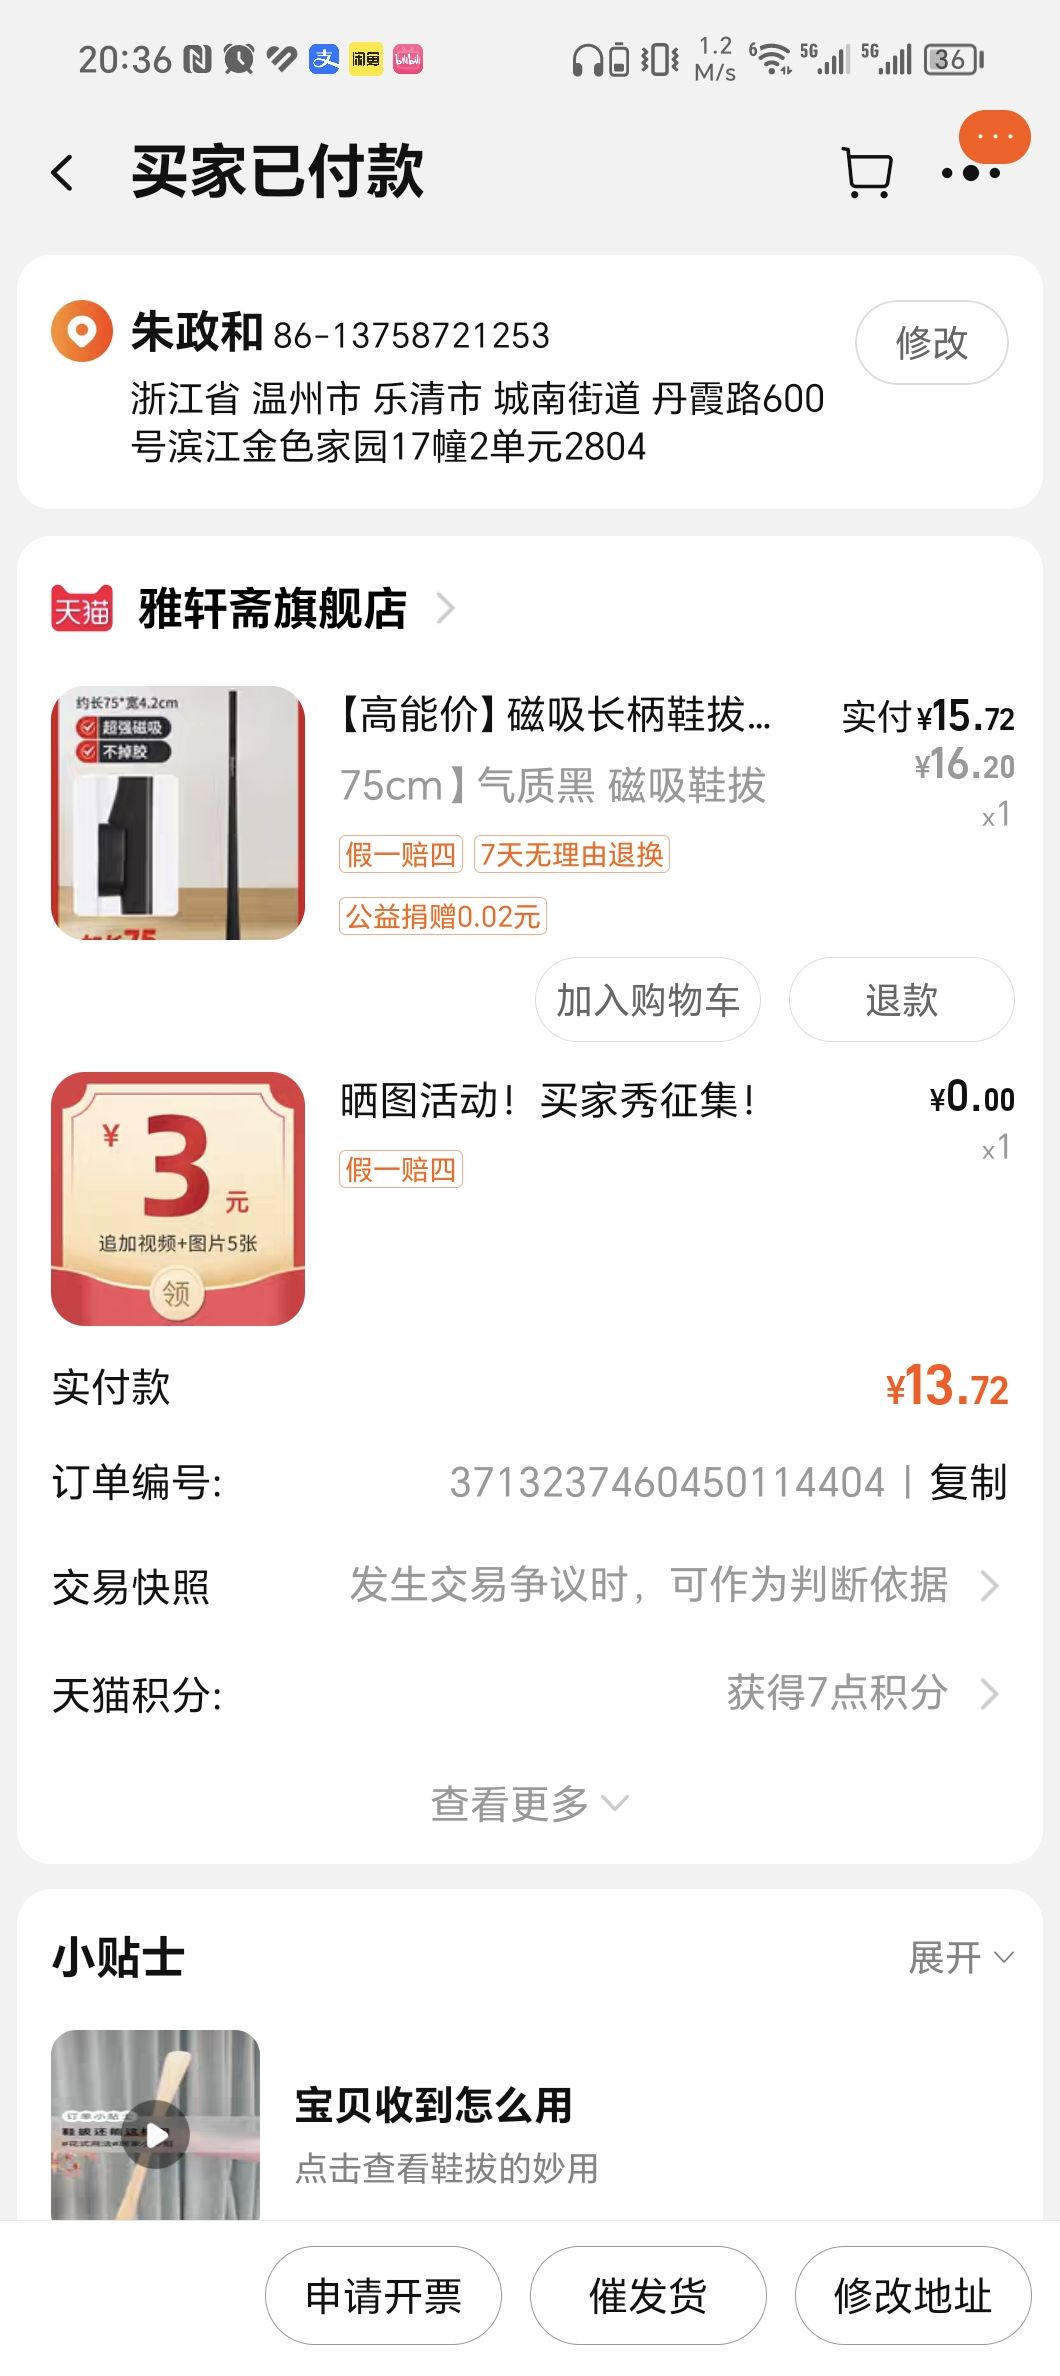 20:36
1.2
M/s
6
5G
5G
36
买家已付款
朱政和 86-13758721253
修改
浙江省 温州市 乐清市 城南街道 丹霞路600
号滨江金色家园17幢2单元2804
天猫 雅轩斋旗舰店
约长75*宽4.2cm
超强磁吸
不掉胶
【高能价】磁吸长柄鞋拔... 实付¥15.72
75cm】气质黑 磁吸鞋拔 ¥16.20
x1
假一赔四 7天无理由退换
公益捐赠0.02元
加入购物车 退款
¥3元
追加视频+图片5张
领
晒图活动！买家秀征集！ ¥0.00
x1
假一赔四
实付款 ¥13.72
订单编号: 3713237460450114404 | 复制
交易快照 发生交易争议时，可作为判断依据
天猫积分: 获得7点积分
查看更多
小贴士 展开
订单小贴士
宝贝收到怎么用
点击查看鞋拔的妙用
申请开票 催发货 修改地址